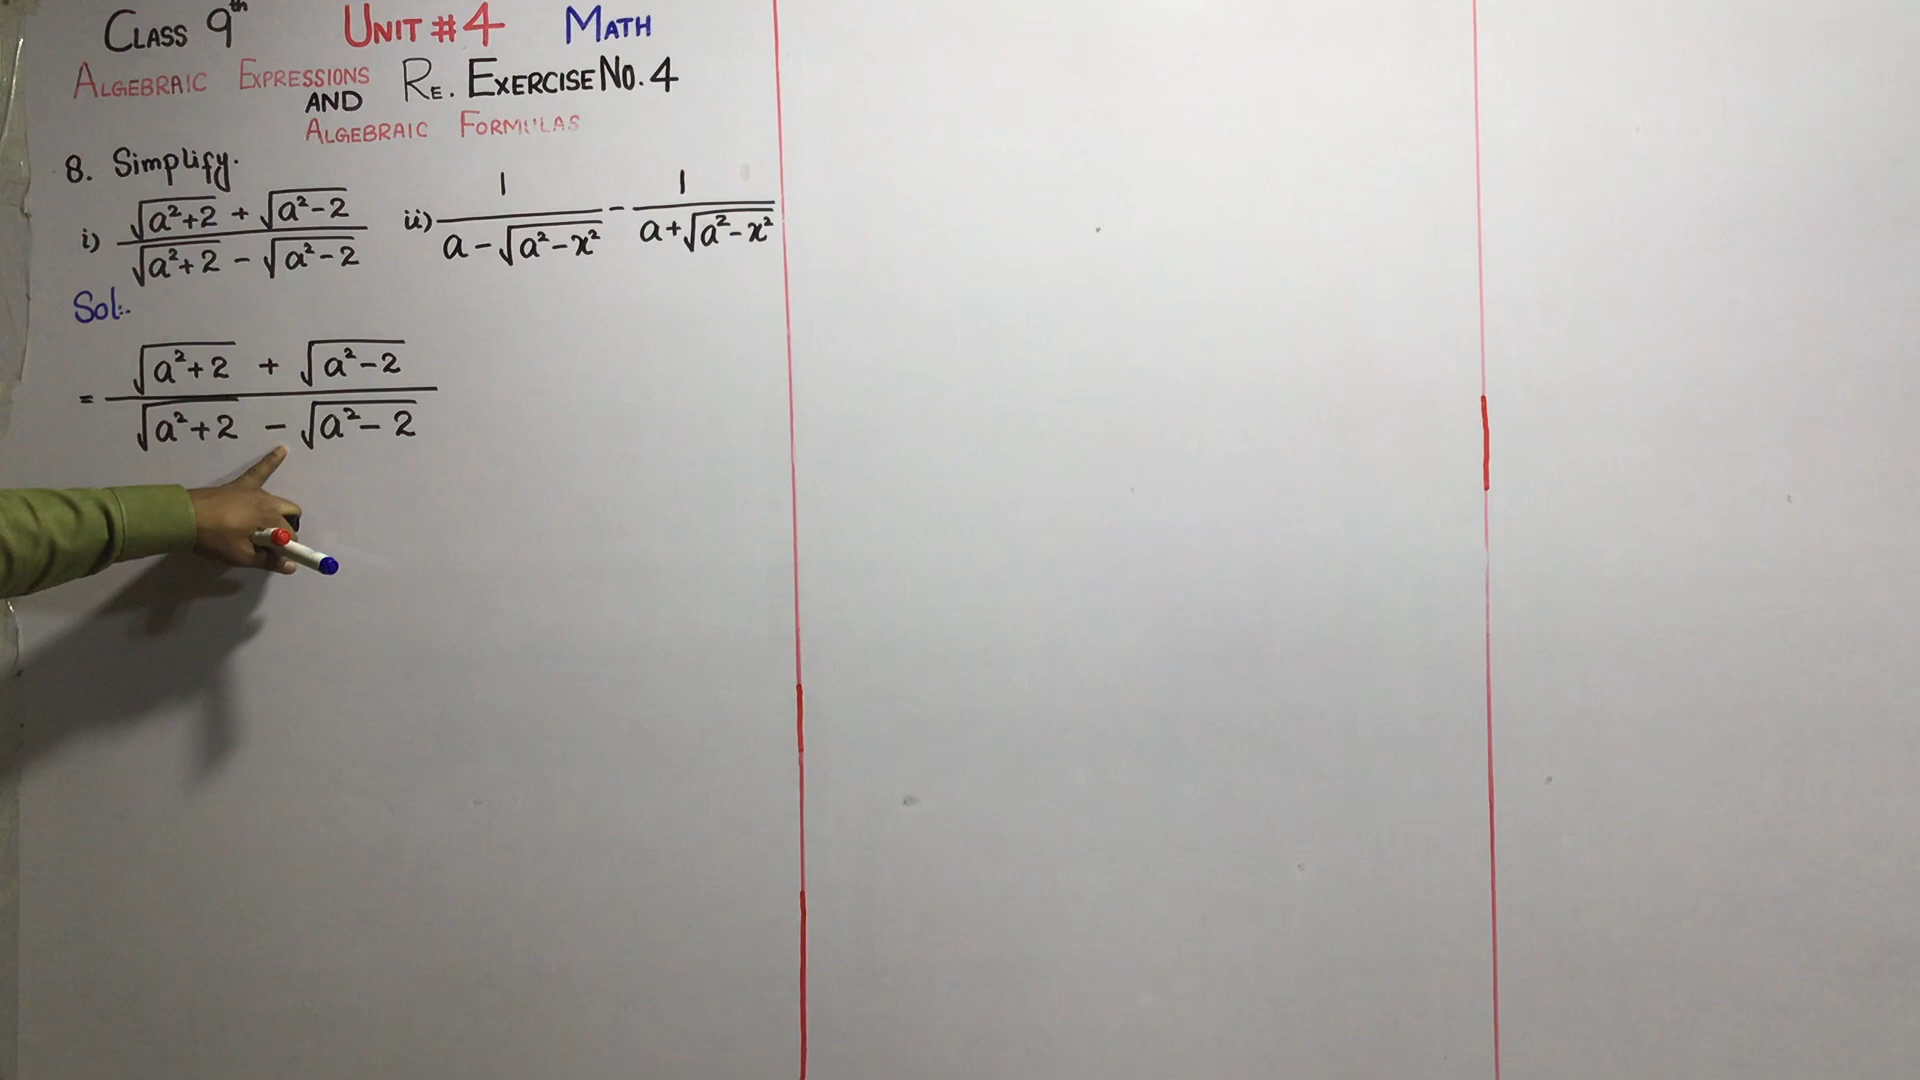 CLASS 9th UNIT #4 MATH
ALGEBRAIC EXPRESSIONS RE. EXERCISE NO. 4
AND
ALGEBRAIC FORMULAS
8. Simplify.
i) (√(a²+2) + √(a²-2)) / (√(a²+2) - √(a²-2)) ii) 1/(a-√(a²-x²)) - 1/(a+√(a²-x²))
Sol:.
= (√(a²+2) + √(a²-2)) / (√(a²+2) - √(a²-2))